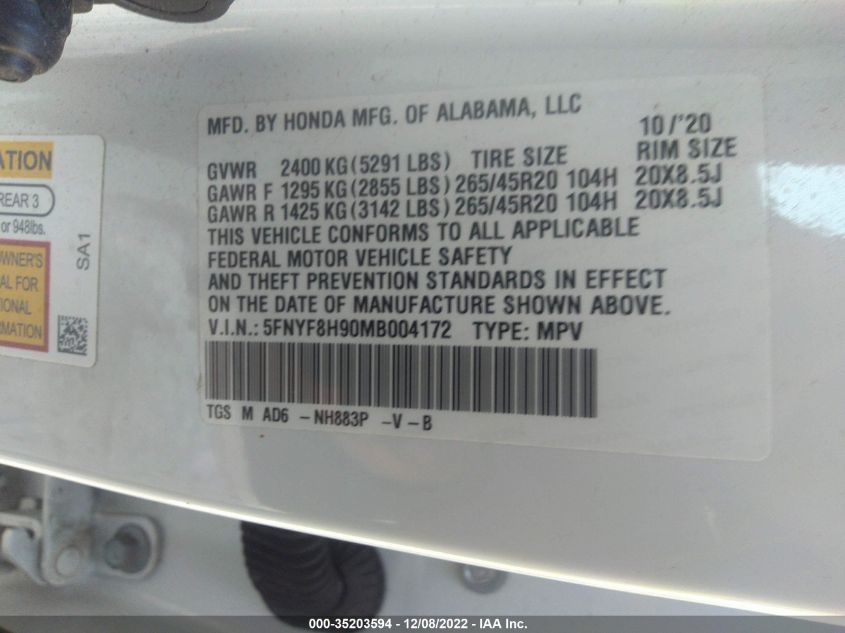 MFD. BY HONDA MFG. OF ALABAMA, LLC 10/'20
GVWR 2400 KG(5291 LBS) TIRE SIZE RIM SIZE
GAWR F 1295 KG(2855 LBS) 265/45R20 104H 20X8.5J
GAWR R 1425 KG(3142 LBS) 265/45R20 104H 20X8.5J
THIS VEHICLE CONFORMS TO ALL APPLICABLE
FEDERAL MOTOR VEHICLE SAFETY
AND THEFT PREVENTION STANDARDS IN EFFECT
ON THE DATE OF MANUFACTURE SHOWN ABOVE.
V.I.N.: 5FNYF8H90MB004172 TYPE: MPV
TGS M AD6 -NH883P -V-B
REAR 3
or 948lbs.
SA1
000-35203594 - 12/08/2022 - IAA Inc.